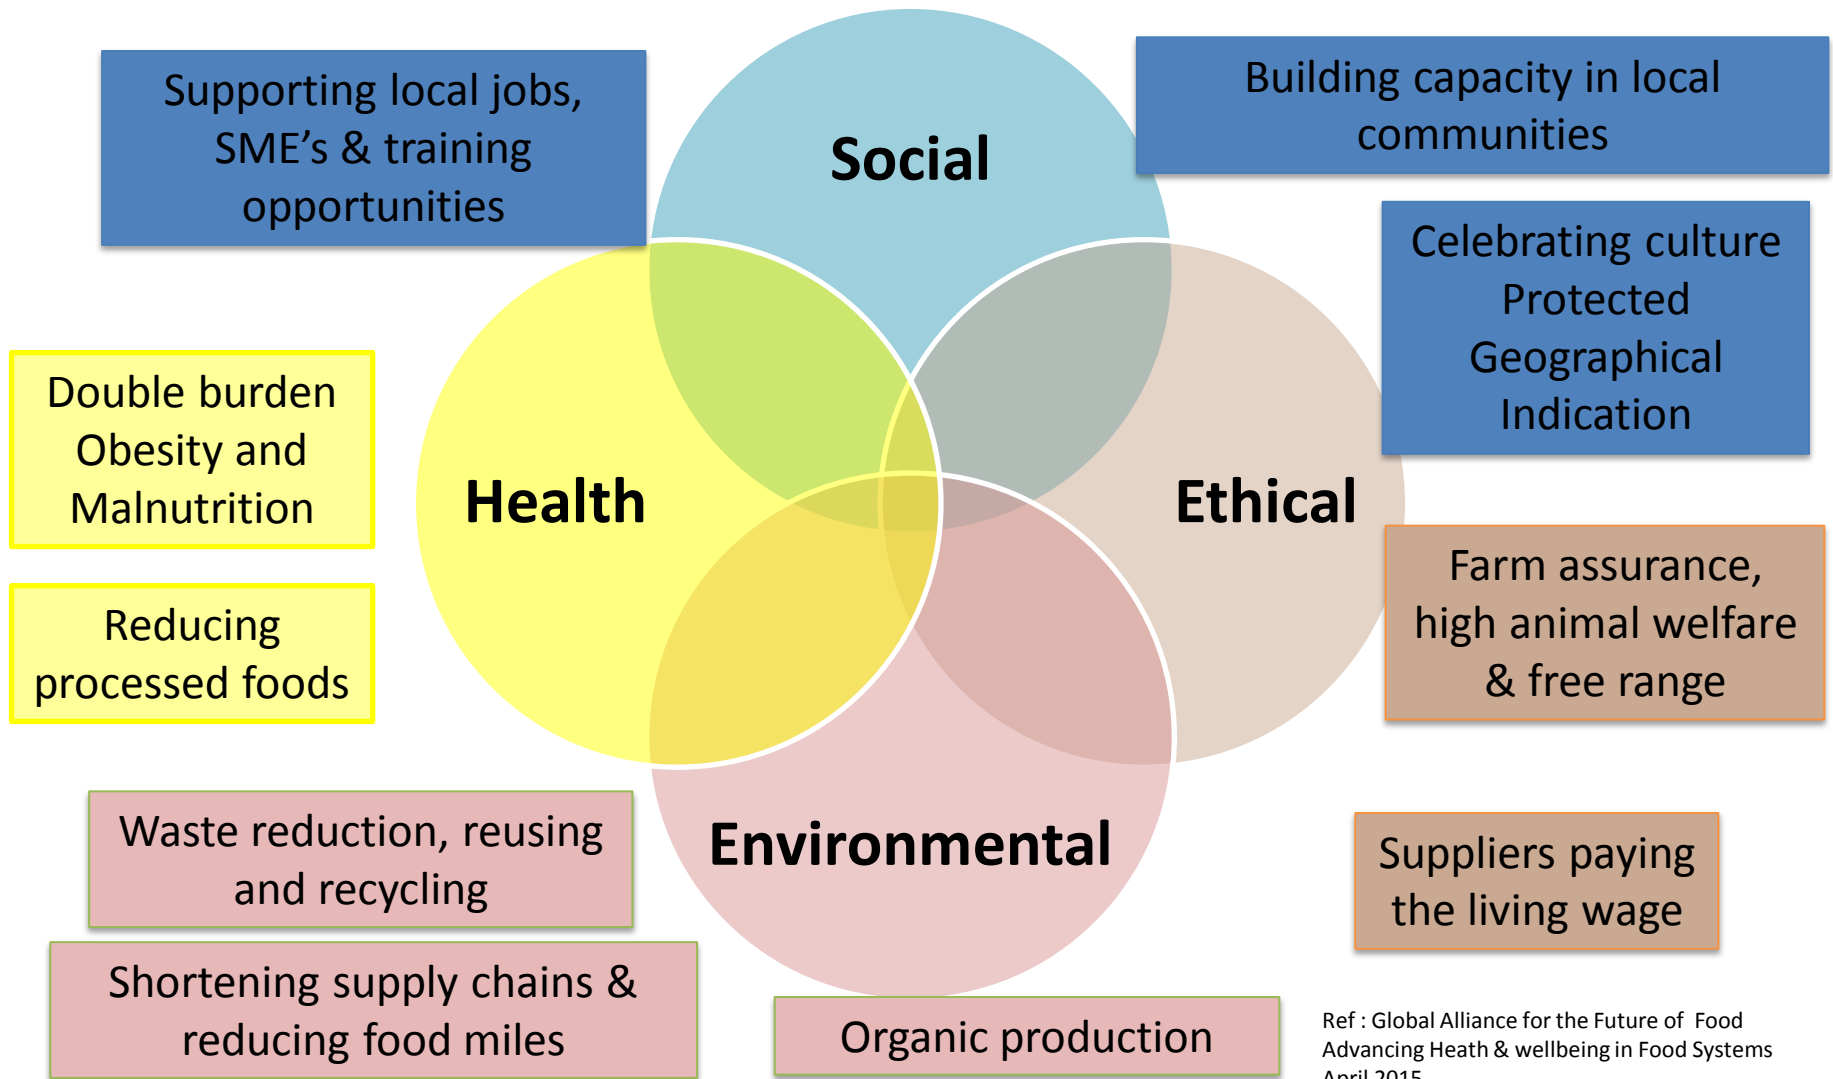 Supporting local jobs,
SME's & training
opportunities
Social
Building capacity in local
communities
Celebrating culture
Protected
Geographical
Indication
Double burden
Obesity and
Malnutrition
Health
Ethical
Reducing
processed foods
Farm assurance,
high animal welfare
& free range
Waste reduction, reusing
and recycling
Environmental
Suppliers paying
the living wage
Shortening supply chains &
reducing food miles
Organic production
Ref : Global Alliance for the Future of Food
Advancing Heath & wellbeing in Food Systems
April 2015